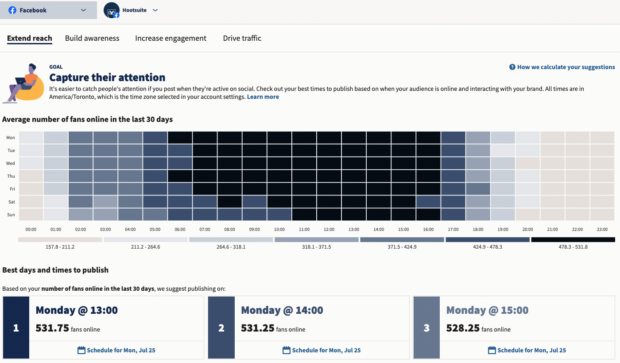 Facebook
Hootsuite
Extend reach
Build awareness
Increase engagement
Drive traffic
GOAL
How we calculate your suggestions
Capture their attention
It's easier to catch people's attention if you post when they're active on social. Check out your best times to publish based on when your audience is online and interacting with your brand. All times are in
America/Toronto, which is the time zone selected in your account settings. Learn more
Average number of fans online in the last 30 days
Mon
Tue
Wed
Thu
Fri
Sat
Sun
00:00 01:00 02:00 03:00 04:00 05:00 06:00 07:00 08:00 09:00 10:00 11:00 12:00 13:00 14:00 15:00 16:00 17:00 18:00 19:00 20:00 21:00 22:00 23:00
157.8 - 211.2 211.2 - 264.6 264.6 - 318.1 318.1 - 371.5 371.5 - 424.9 424.9 - 478.3 478.3 - 531.8
Best days and times to publish
Based on your number of fans online in the last 30 days, we suggest publishing on:
1
Monday @ 13:00
531.75 fans online
Schedule for Mon, Jul 25
2
Monday @ 14:00
531.25 fans online
Schedule for Mon, Jul 25
3
Monday @ 15:00
528.25 fans online
Schedule for Mon, Jul 25